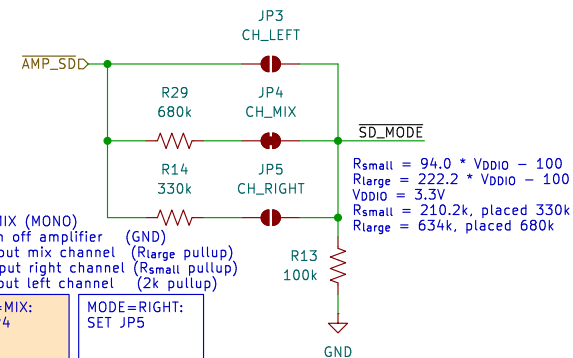 JP3
CH_LEFT
AMP_SD
R29
680k
JP4
CH_MIX
SD_MODE
R14
330k
JP5
CH_RIGHT
Rsmall = 94.0 * VDDIO - 100
Rlarge = 222.2 * VDDIO - 100
VDDIO = 3.3V
Rsmall = 210.2k, placed 330k
Rlarge = 634k, placed 680k
MIX (MONO)
off amplifier (GND)
mix channel (Rlarge pullup)
right channel (Rsmall pullup)
left channel (2k pullup)
R13
100k
=MIX:
MODE=RIGHT:
SET JP5
GND